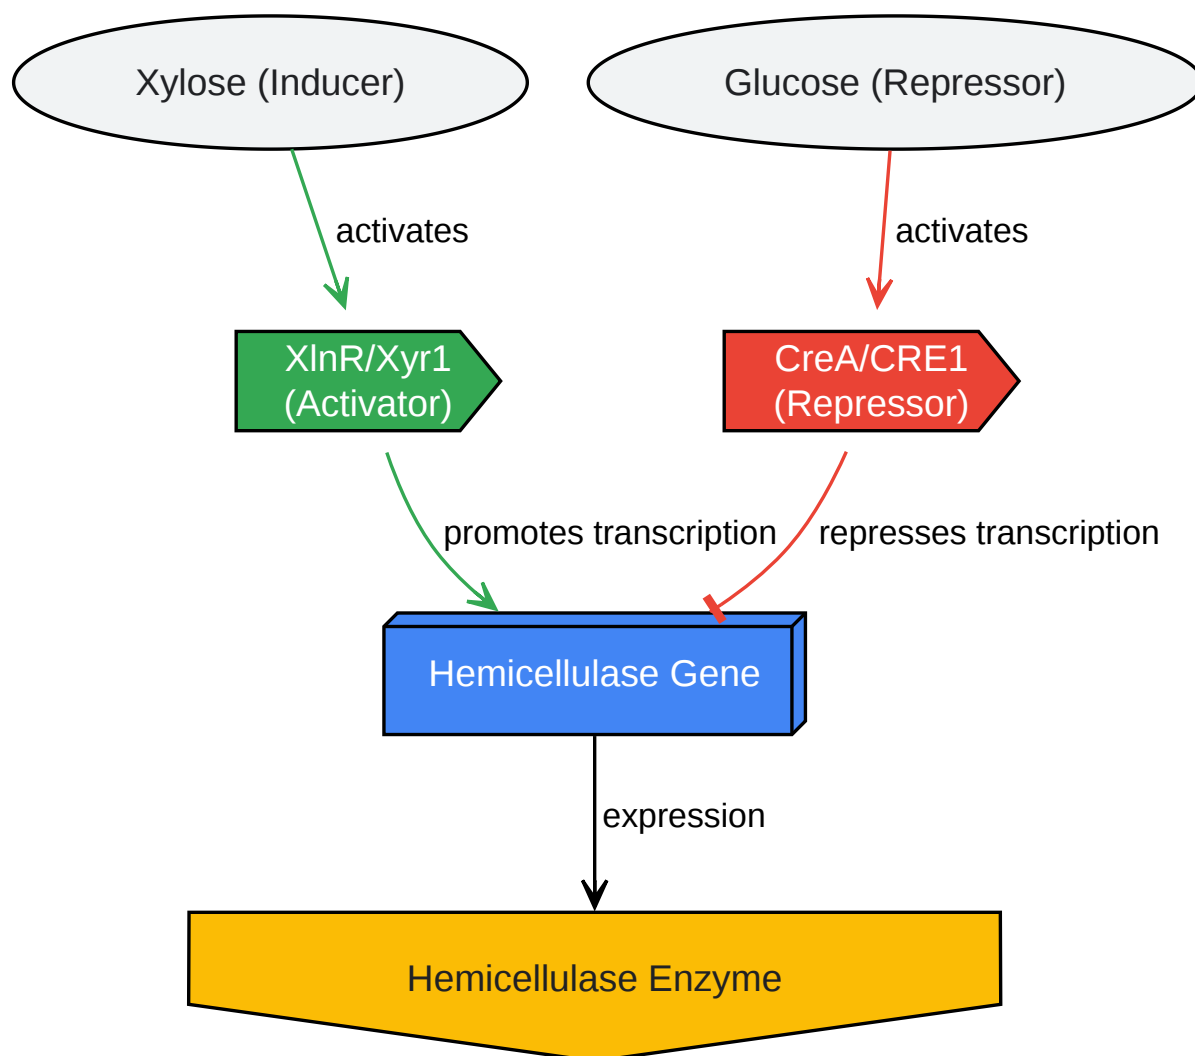 Xylose (Inducer)
Glucose (Repressor)
activates
activates
XlnR/Xyr1
(Activator)
CreA/CRE1
(Repressor)
promotes transcription
represses transcription
Hemicellulase Gene
expression
Hemicellulase Enzyme